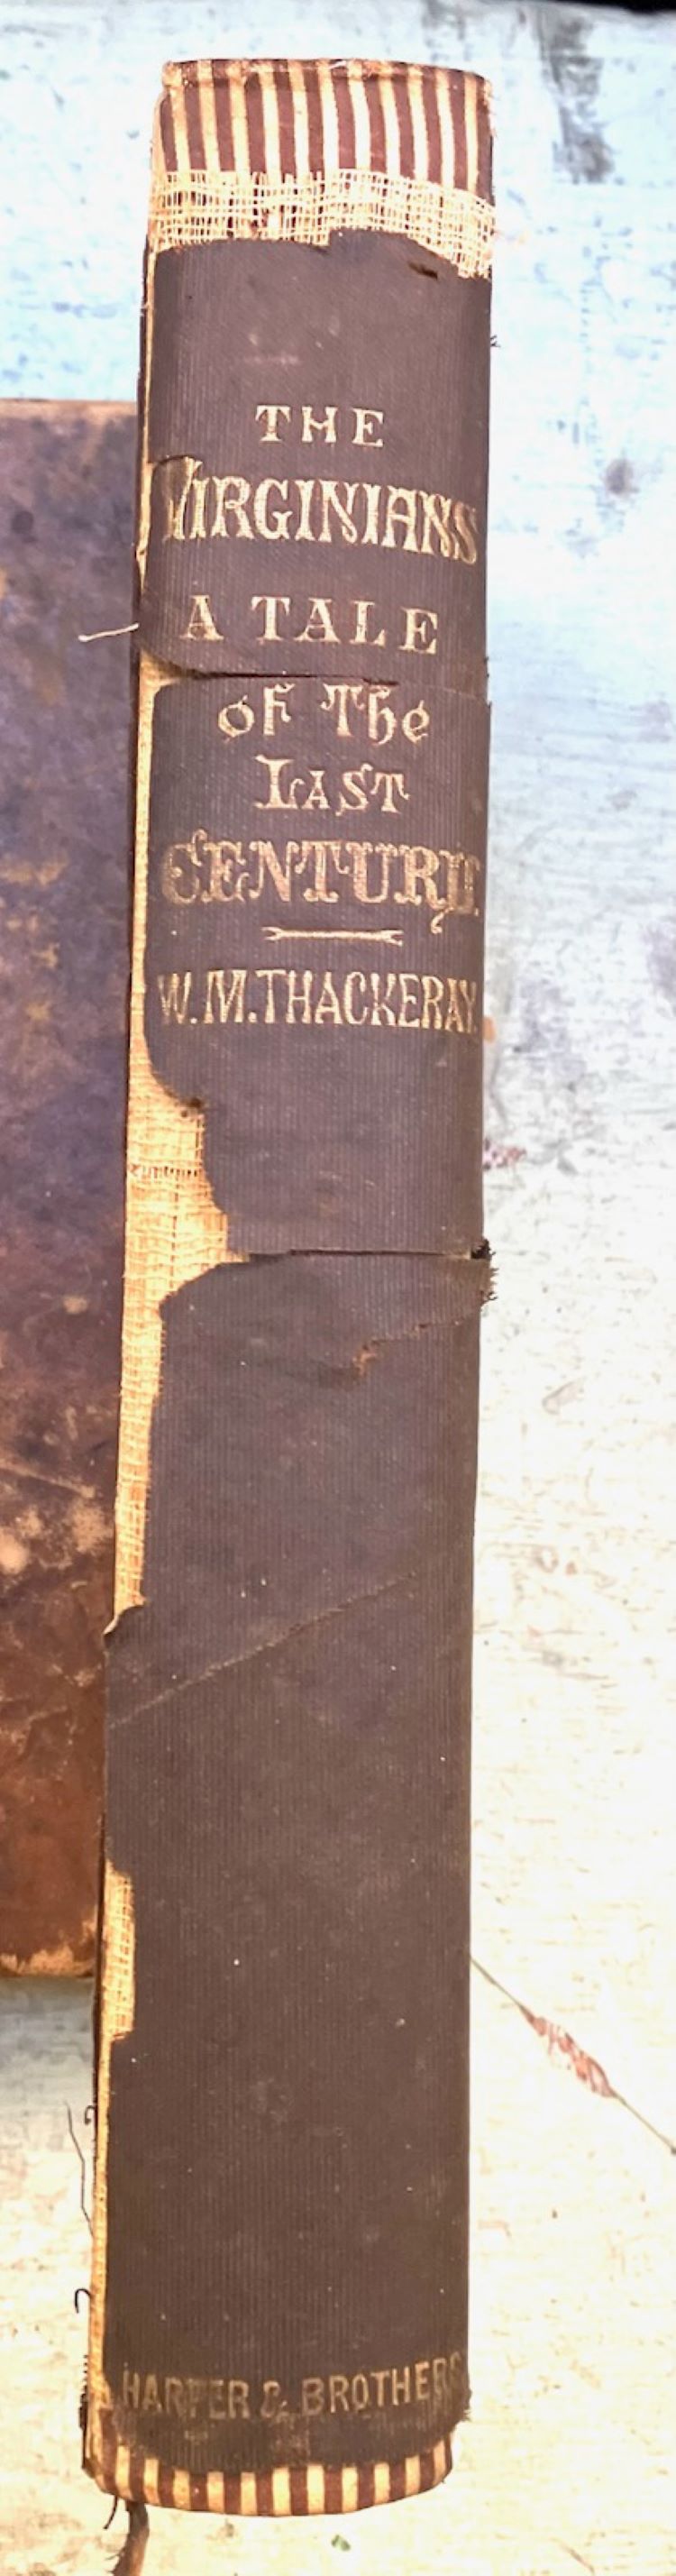 THE
VIRGINIANS
A TALE
OF The
LAST
CENTURY.
W. M. THACKERAY.
HARPER & BROTHERS